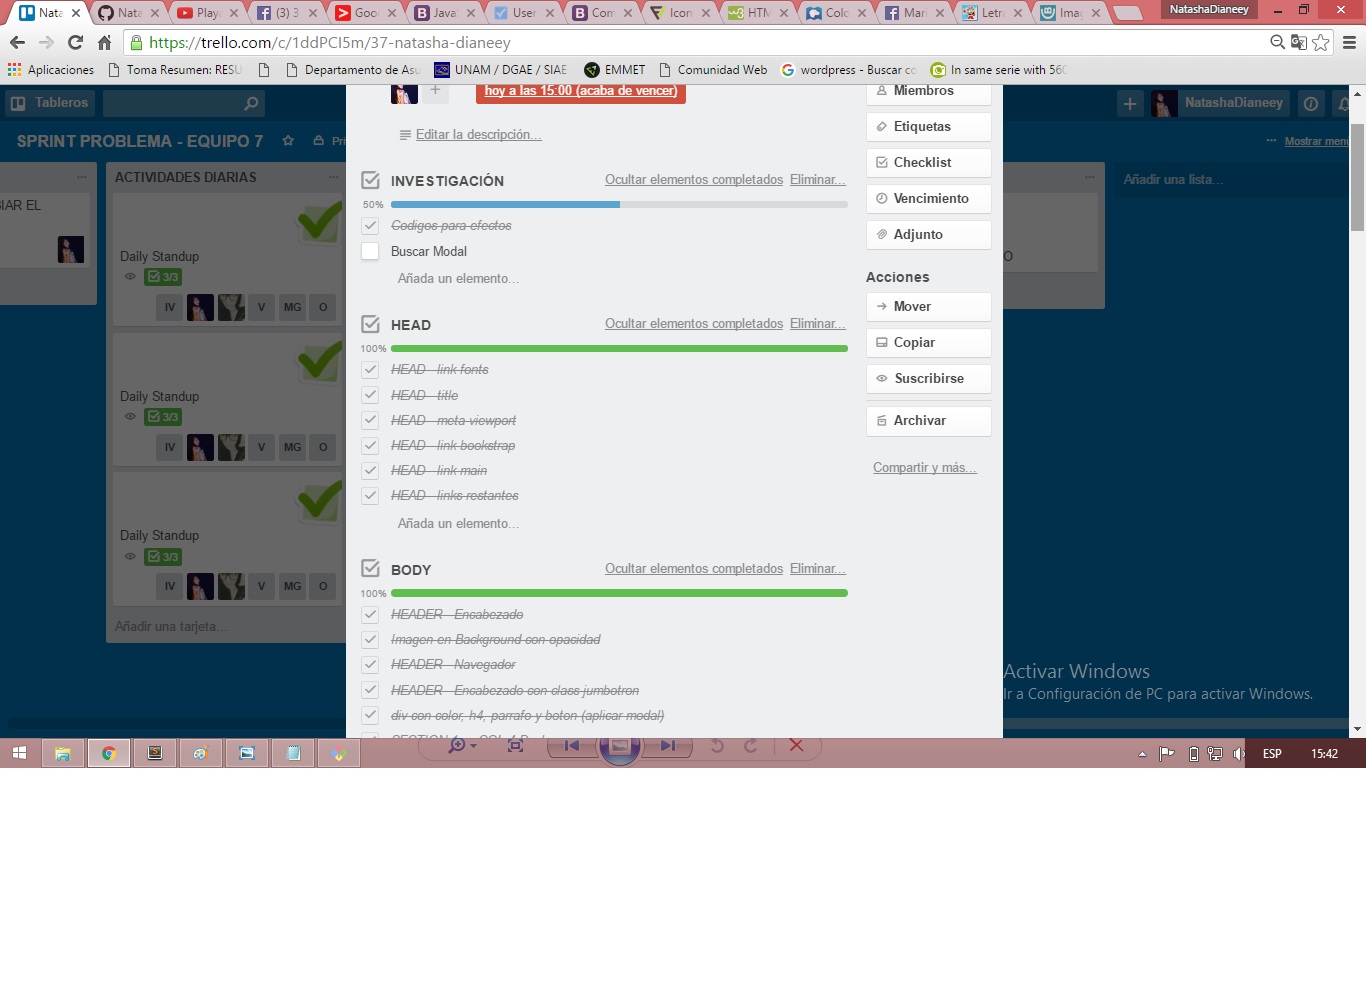 Nata
Nata
Play
(3) 3
Goo
Java
User
Com
Icon
HTM
Colo
Mari
Letra
Ima
NatashaDianeey
https://trello.com/c/1ddPCI5m/37-natasha-dianeey
Aplicaciones
Toma Resumen: RESU
Departamento de Asu
UNAM / DGAE / SIAE
EMMET
Comunidad Web
wordpress - Buscar co
In same serie with 560
Tableros
NatashaDianeey
SPRINT PROBLEMA - EQUIPO 7
Pri
Mostrar menú
IAR EL
ACTIVIDADES DIARIAS
Daily Standup
3/3
IV V MG O
Daily Standup
3/3
IV V MG O
Daily Standup
3/3
IV V MG O
Añadir una tarjeta...
hoy a las 15:00 (acaba de vencer)
Editar la descripción...
INVESTIGACIÓN
Ocultar elementos completados Eliminar...
50%
Codigos para efectos
Buscar Modal
Añada un elemento...
HEAD
Ocultar elementos completados Eliminar...
100%
HEAD - link fonts
HEAD - title
HEAD - meta viewport
HEAD - link bookstrap
HEAD - link main
HEAD - links restantes
Añada un elemento...
BODY
Ocultar elementos completados Eliminar...
100%
HEADER - Encabezado
Imagen en Background con opacidad
HEADER - Navegador
HEADER - Encabezado con class jumbotron
div con color, h4, parrafo y boton (aplicar modal)
Miembros
Etiquetas
Checklist
Vencimiento
Adjunto
Acciones
Mover
Copiar
Suscribirse
Archivar
Compartir y más...
O
Añadir una lista...
Activar Windows
Ir a Configuración de PC para activar Windows.
ESP
15:42